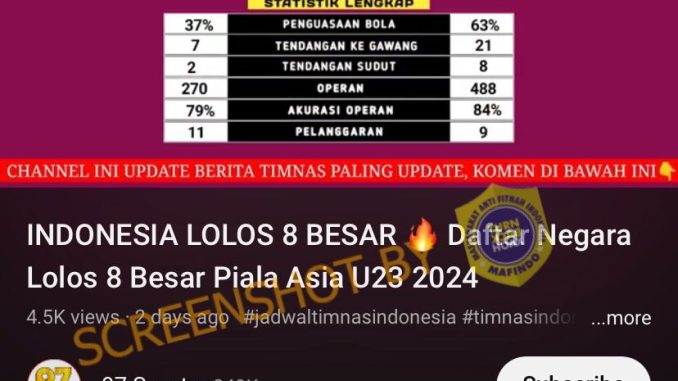 STATISTIK LENGKAP
37% PENGUASAAN BOLA 63%
7 TENDANGAN KE GAWANG 21
2 TENDANGAN SUDUT 8
270 OPERAN 488
79% AKURASI OPERAN 84%
11 PELANGGARAN 9
CHANNEL INI UPDATE BERITA TIMNAS PALING UPDATE, KOMEN DI BAWAH INI👇
INDONESIA LOLOS 8 BESAR 🔥 Daftar Negara
Lolos 8 Besar Piala Asia U23 2024
4.5K views · 2 days ago #jadwaltimnasindonesia #timnasindon ...more
SCREENSHOT BY
MAFINDO
97
Subscribe